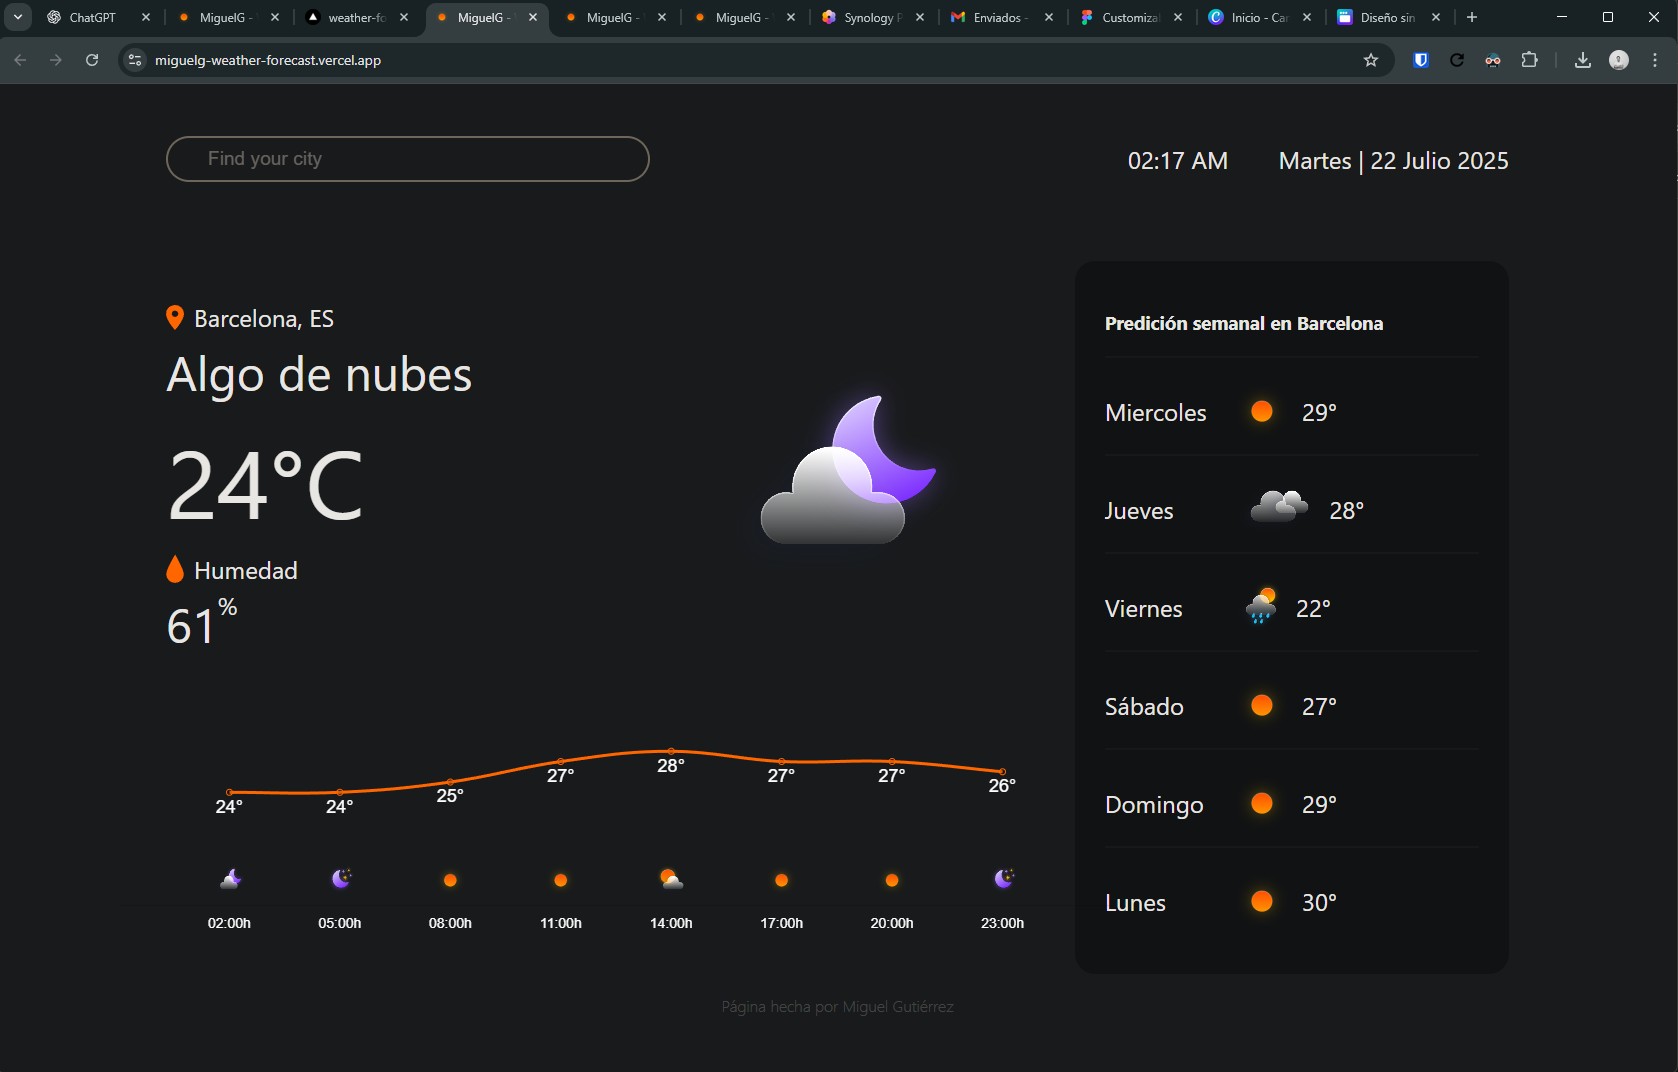 ChatGPT
MiguelG -
weather-fo
MiguelG -
MiguelG -
MiguelG -
Synology P
Enviados -
Customiza
Inicio - Can
Diseño sin
miguelg-weather-forecast.vercel.app
Find your city
02:17 AM
Martes | 22 Julio 2025
Barcelona, ES
Algo de nubes
24°C
Humedad
61%
24°
24°
25°
27°
28°
27°
27°
26°
02:00h
05:00h
08:00h
11:00h
14:00h
17:00h
20:00h
23:00h
Predición semanal en Barcelona
Miercoles 29°
Jueves 28°
Viernes 22°
Sábado 27°
Domingo 29°
Lunes 30°
Página hecha por Miguel Gutiérrez